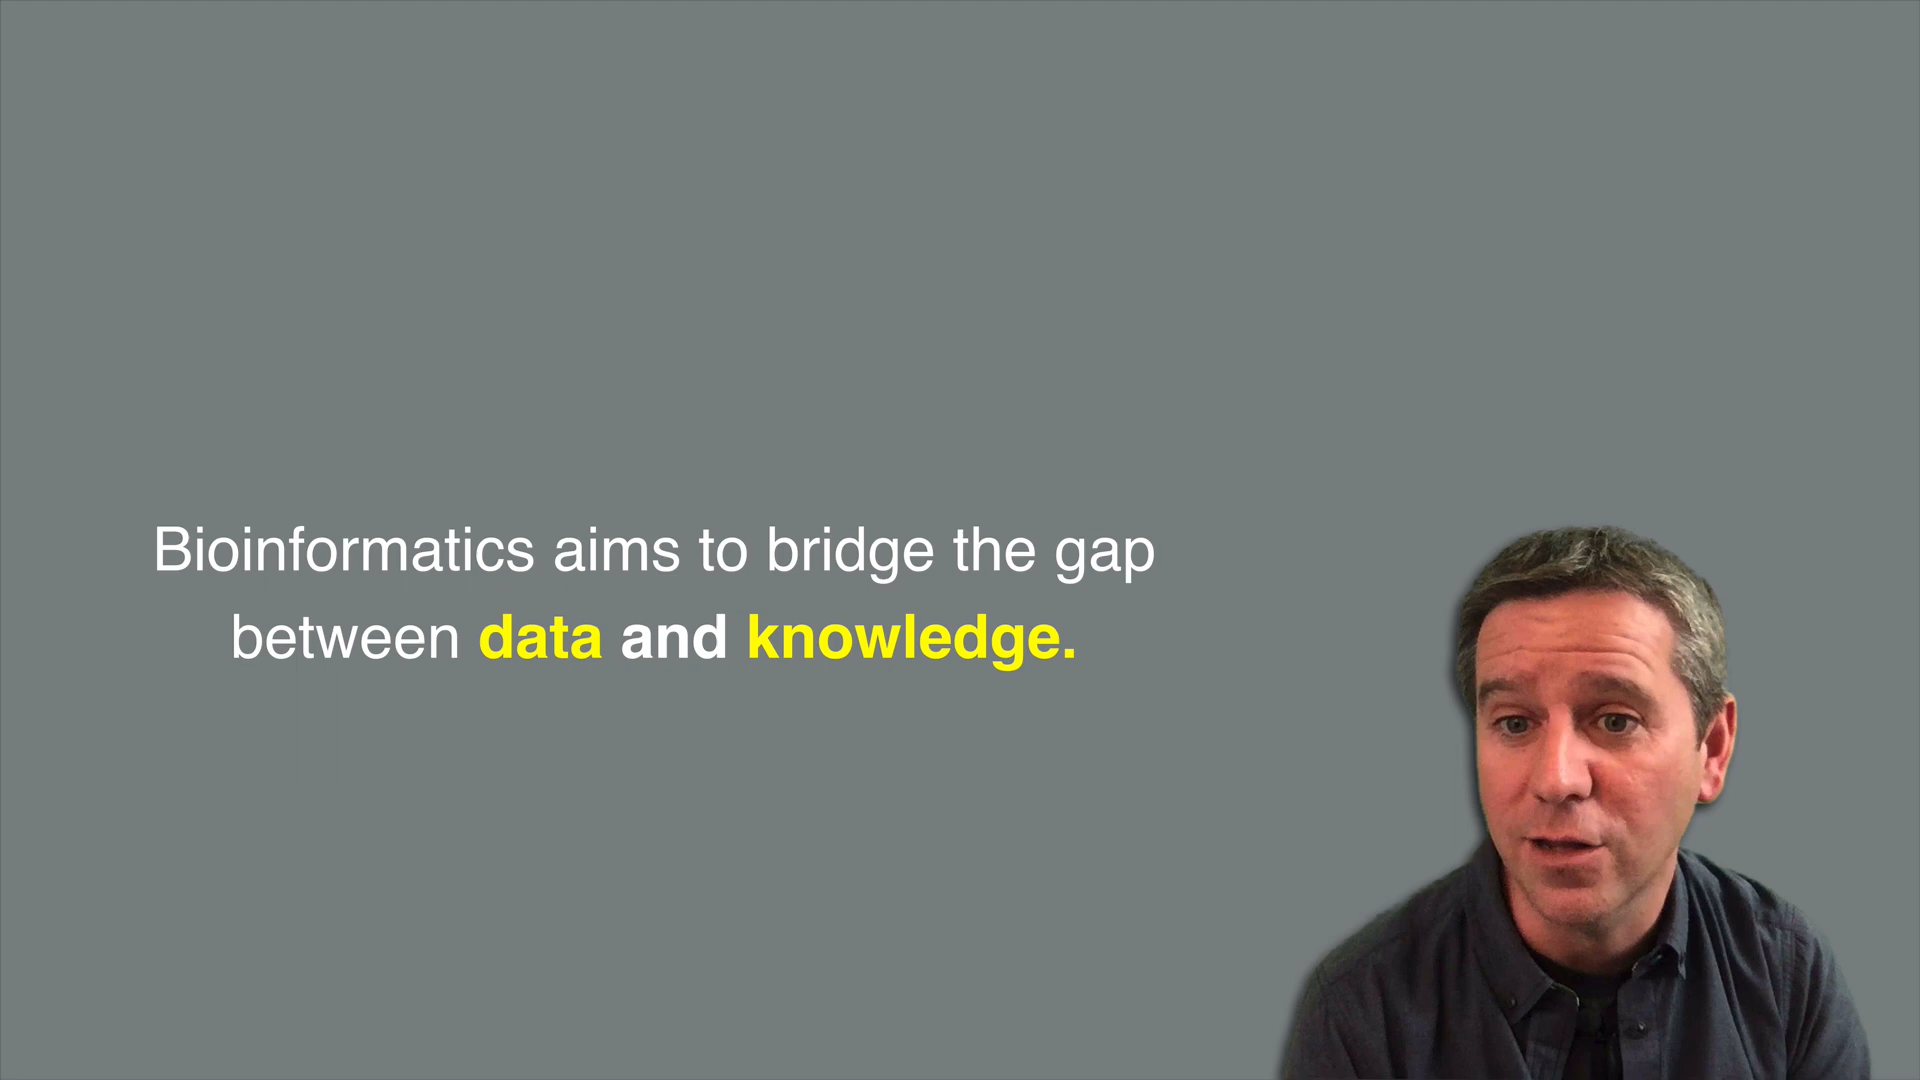 Bioinformatics aims to bridge the gap
between data and knowledge.